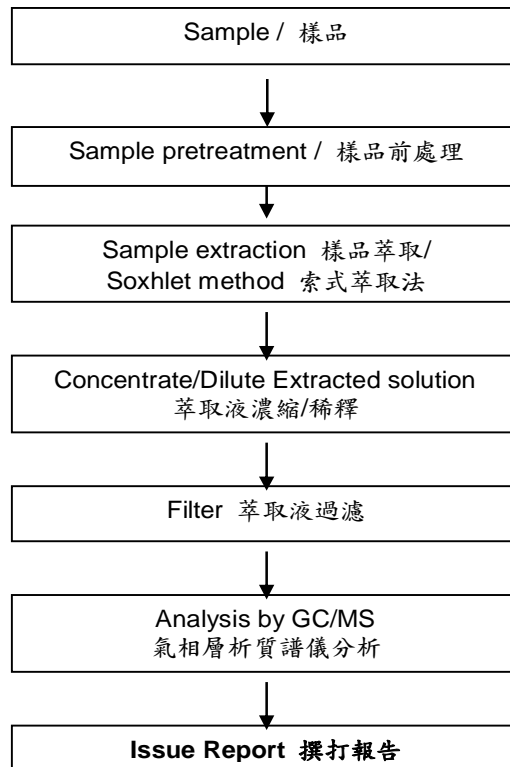 Sample / 樣品
Sample pretreatment / 樣品前處理
Sample extraction 樣品萃取/
Soxhlet method 索式萃取法
Concentrate/Dilute Extracted solution
萃取液濃縮/稀釋
Filter 萃取液過濾
Analysis by GC/MS
氣相層析質譜儀分析
Issue Report 撰打報告